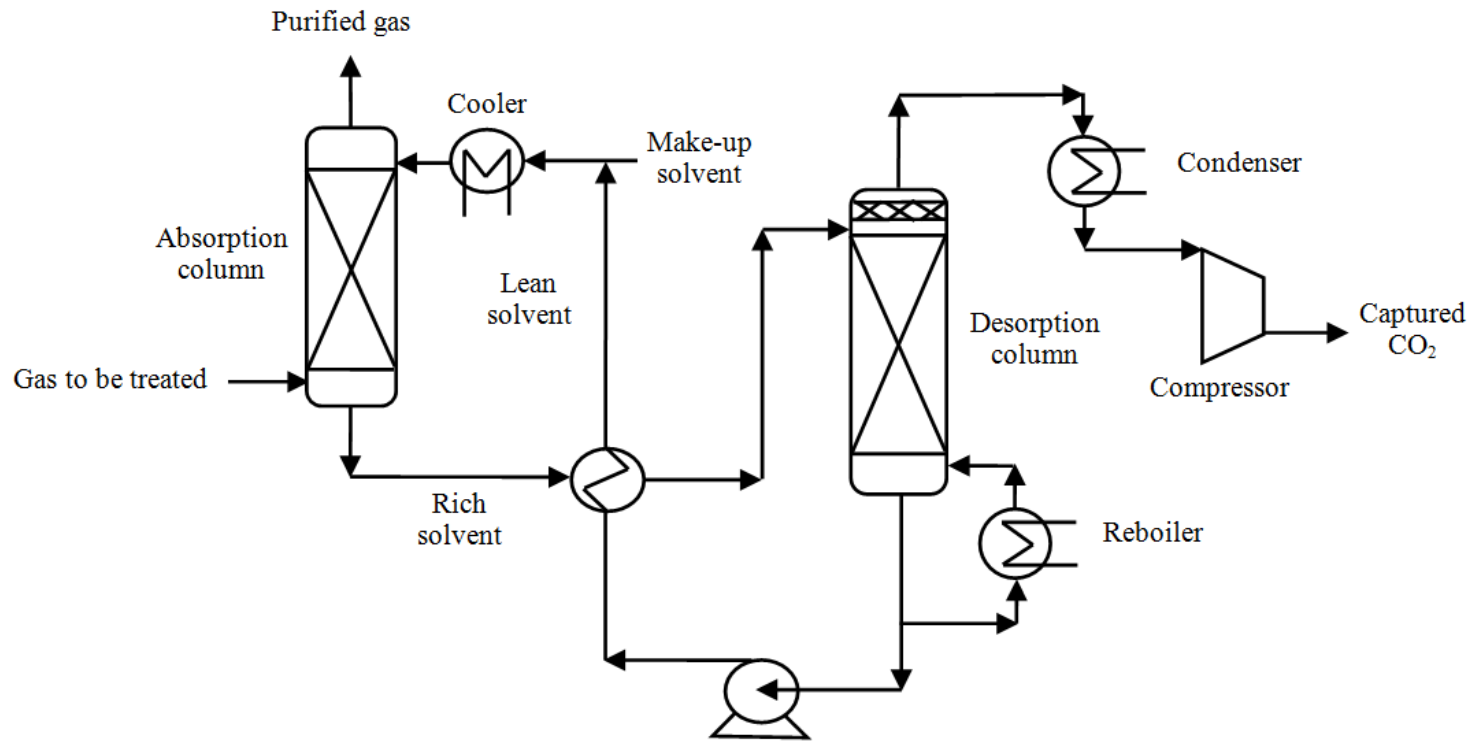 Purified gas
Cooler
Make-up
solvent
Condenser
Absorption
column
Lean
solvent
Desorption
column
Captured
CO₂
Gas to be treated
Compressor
Rich
solvent
Reboiler